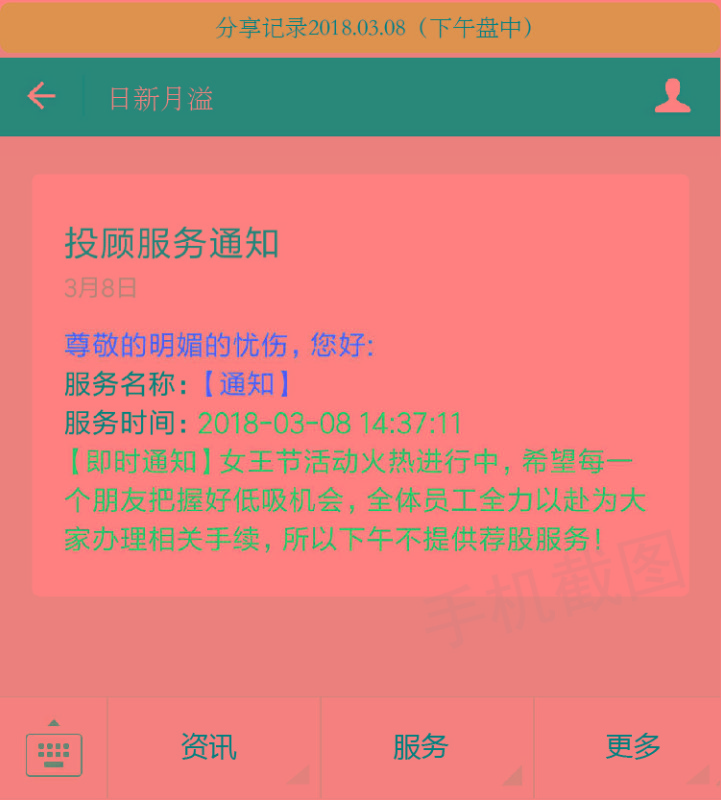 分享记录2018.03.08（下午盘中）
日新月溢
投顾服务通知
3月8日
尊敬的明媚的忧伤，您好:
服务名称：【通知】
服务时间：2018-03-08 14:37:11
【即时通知】女王节活动火热进行中，希望每一
个朋友把握好低吸机会，全体员工全力以赴为大
家办理相关手续，所以下午不提供荐股服务！
手机截图
资讯
服务
更多